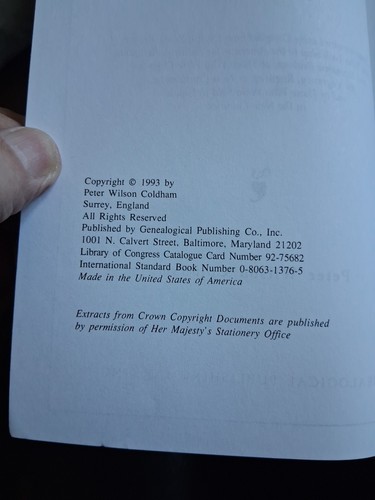 Copyright © 1993 by
Peter Wilson Coldham
Surrey, England
All Rights Reserved
Published by Genealogical Publishing Co., Inc.
1001 N. Calvert Street, Baltimore, Maryland 21202
Library of Congress Catalogue Card Number 92-75682
International Standard Book Number 0-8063-1376-5
Made in the United States of America
Extracts from Crown Copyright Documents are published
by permission of Her Majesty's Stationery Office